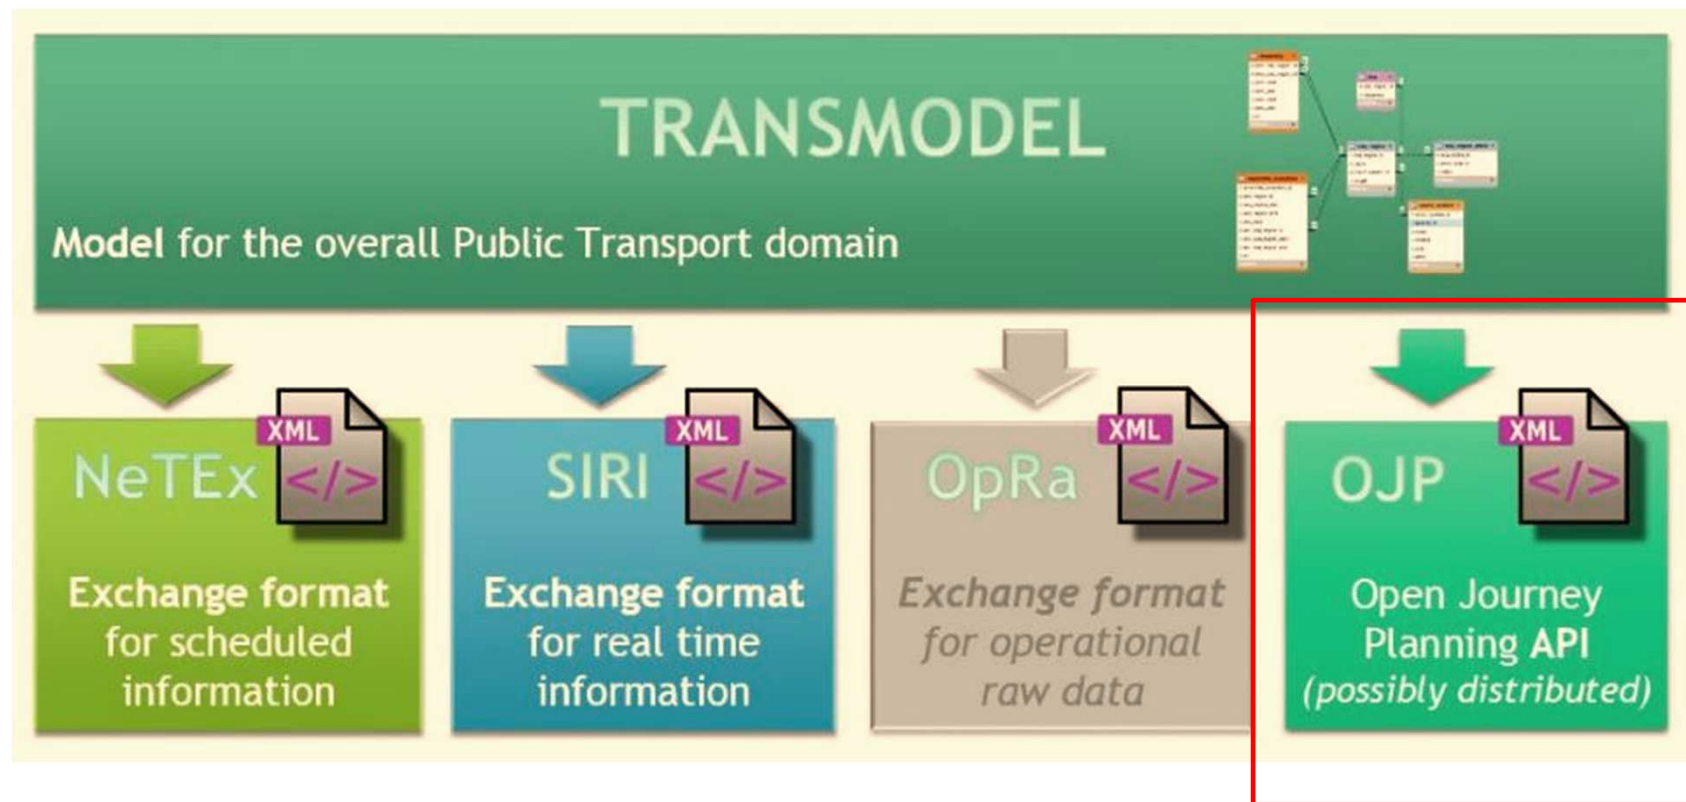 TRANSMODEL
Model for the overall Public Transport domain
XML
</>
NeTEx
Exchange format
for scheduled
information
XML
</>
SIRI
Exchange format
for real time
information
XML
</>
OpRa
Exchange format
for operational
raw data
XML
</>
OJP
Open Journey
Planning API
(possibly distributed)